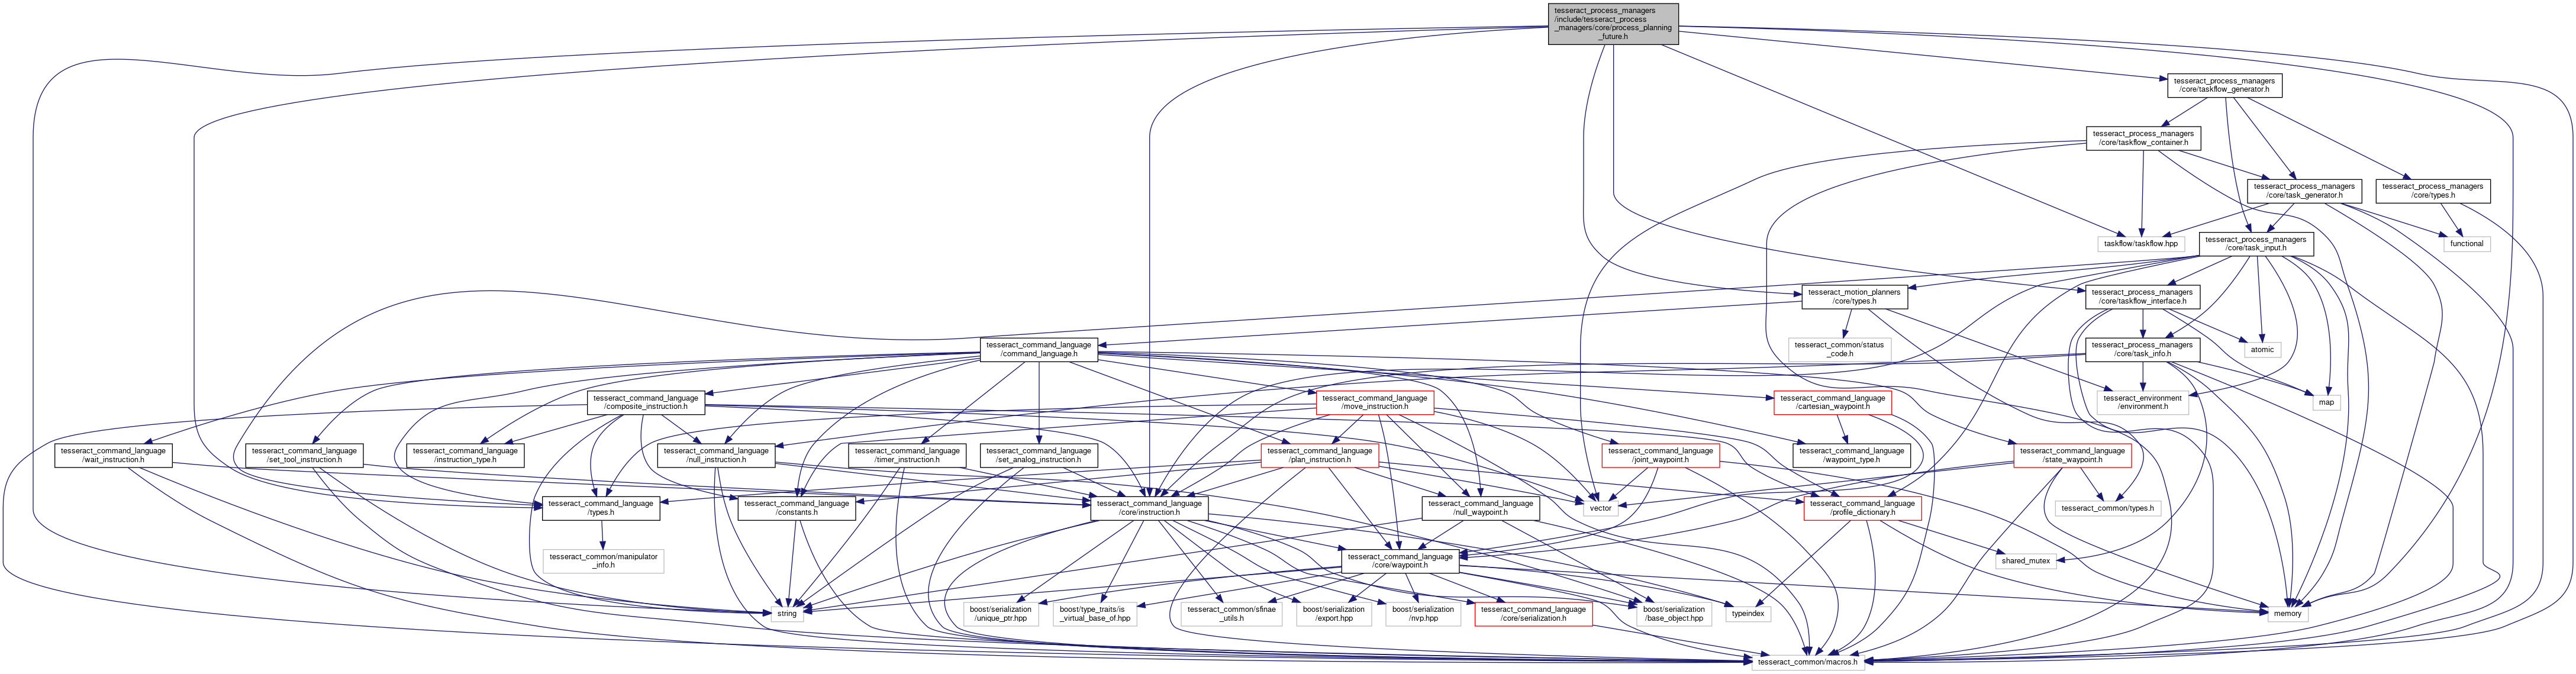 tesseract_process_managers
/include/tesseract_process
_managers/core/process_planning
_future.h
tesseract_process_managers
/core/taskflow_generator.h
tesseract_process_managers
/core/taskflow_container.h
tesseract_process_managers
/core/task_generator.h
tesseract_process_managers
/core/types.h
taskflow/taskflow.hpp
tesseract_process_managers
/core/task_input.h
functional
tesseract_motion_planners
/core/types.h
tesseract_process_managers
/core/taskflow_interface.h
tesseract_command_language
/command_language.h
tesseract_common/status
_code.h
tesseract_process_managers
/core/task_info.h
atomic
tesseract_command_language
/composite_instruction.h
tesseract_command_language
/move_instruction.h
tesseract_command_language
/cartesian_waypoint.h
tesseract_environment
/environment.h
map
tesseract_command_language
/wait_instruction.h
tesseract_command_language
/set_tool_instruction.h
tesseract_command_language
/instruction_type.h
tesseract_command_language
/null_instruction.h
tesseract_command_language
/timer_instruction.h
tesseract_command_language
/set_analog_instruction.h
tesseract_command_language
/plan_instruction.h
tesseract_command_language
/joint_waypoint.h
tesseract_command_language
/waypoint_type.h
tesseract_command_language
/state_waypoint.h
tesseract_command_language
/types.h
tesseract_command_language
/constants.h
tesseract_command_language
/core/instruction.h
tesseract_command_language
/null_waypoint.h
vector
tesseract_command_language
/profile_dictionary.h
tesseract_common/types.h
tesseract_common/manipulator
_info.h
tesseract_command_language
/core/waypoint.h
shared_mutex
string
boost/serialization
/unique_ptr.hpp
boost/type_traits/is
_virtual_base_of.hpp
tesseract_common/sfinae
_utils.h
boost/serialization
/export.hpp
boost/serialization
/nvp.hpp
tesseract_command_language
/core/serialization.h
boost/serialization
/base_object.hpp
typeindex
memory
tesseract_common/macros.h